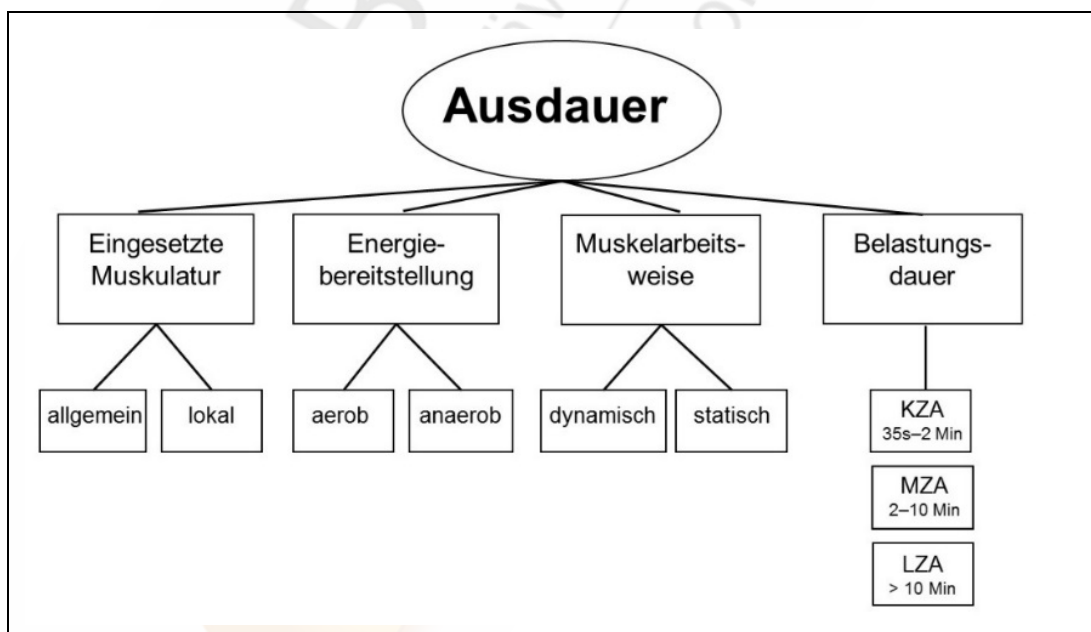 Ausdauer
Eingesetzte
Muskulatur
Energie-
bereitstellung
Muskelarbeits-
weise
Belastungs-
dauer
allgemein
lokal
aerob
anaerob
dynamisch
statisch
KZA
35s–2 Min
MZA
2–10 Min
LZA
> 10 Min